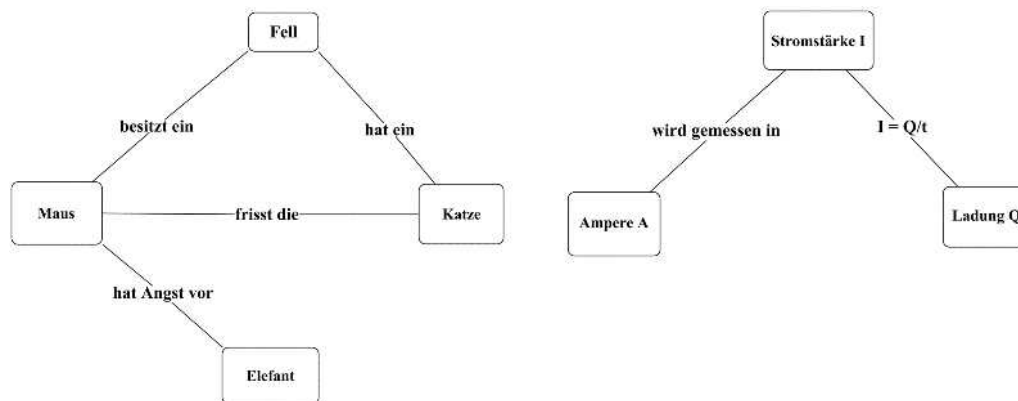 Fell
besitzt ein
hat ein
Maus
frisst die
Katze
hat Angst vor
Elefant
Stromstärke I
wird gemessen in
I = Q/t
Ampere A
Ladung Q